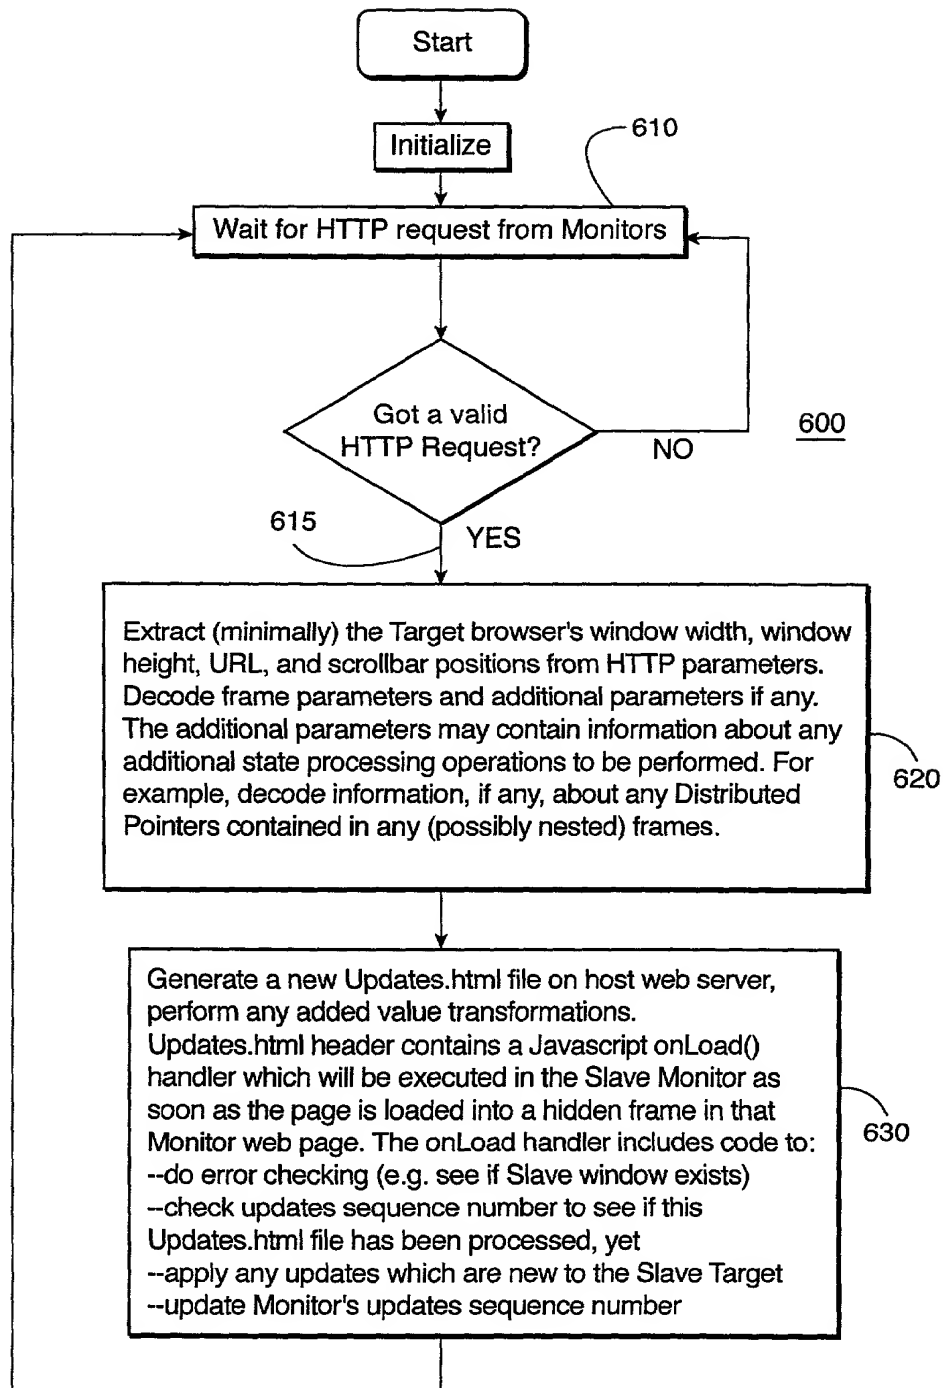 Start
Initialize
610
Wait for HTTP request from Monitors
Got a valid
HTTP Request?
NO
600
615
YES
Extract (minimally) the Target browser's window width, window
height, URL, and scrollbar positions from HTTP parameters.
Decode frame parameters and additional parameters if any.
The additional parameters may contain information about any
additional state processing operations to be performed. For
example, decode information, if any, about any Distributed
Pointers contained in any (possibly nested) frames.
620
Generate a new Updates.html file on host web server,
perform any added value transformations.
Updates.html header contains a Javascript onLoad()
handler which will be executed in the Slave Monitor as
soon as the page is loaded into a hidden frame in that
Monitor web page. The onLoad handler includes code to:
--do error checking (e.g. see if Slave window exists)
--check updates sequence number to see if this
Updates.html file has been processed, yet
--apply any updates which are new to the Slave Target
--update Monitor's updates sequence number
630